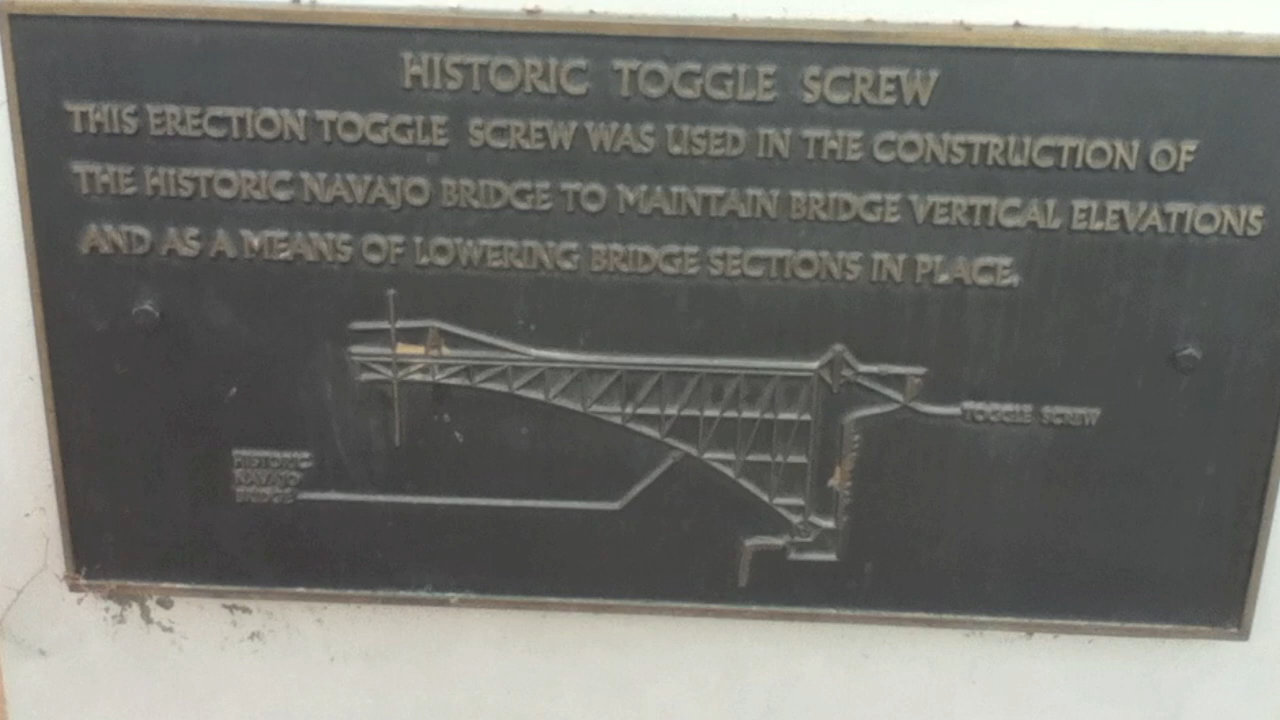 HISTORIC TOGGLE SCREW
THIS ERECTION TOGGLE SCREW WAS USED IN THE CONSTRUCTION OF
THE HISTORIC NAVAJO BRIDGE TO MAINTAIN BRIDGE VERTICAL ELEVATIONS
AND AS A MEANS OF LOWERING BRIDGE SECTIONS IN PLACE.
TOGGLE SCREW
HISTORIC
NAVAJO
BRIDGE